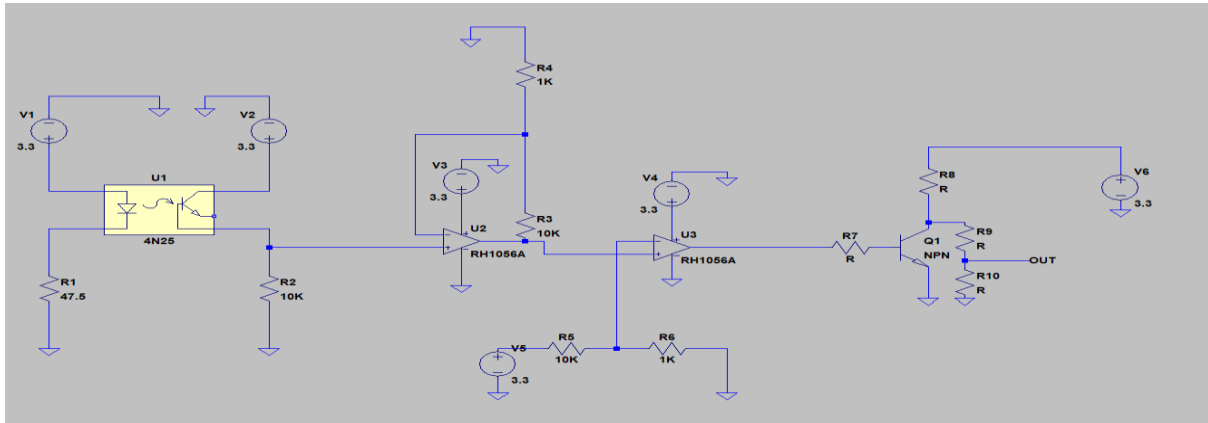 R4
1K
V1
3.3
V2
3.3
U1
4N25
V3
3.3
V4
3.3
R8
R
V6
3.3
R3
10K
U2
RH1056A
U3
RH1056A
R7
R
Q1
NPN
R9
R
OUT
R10
R
R1
47.5
R2
10K
V5
3.3
R5
10K
R6
1K